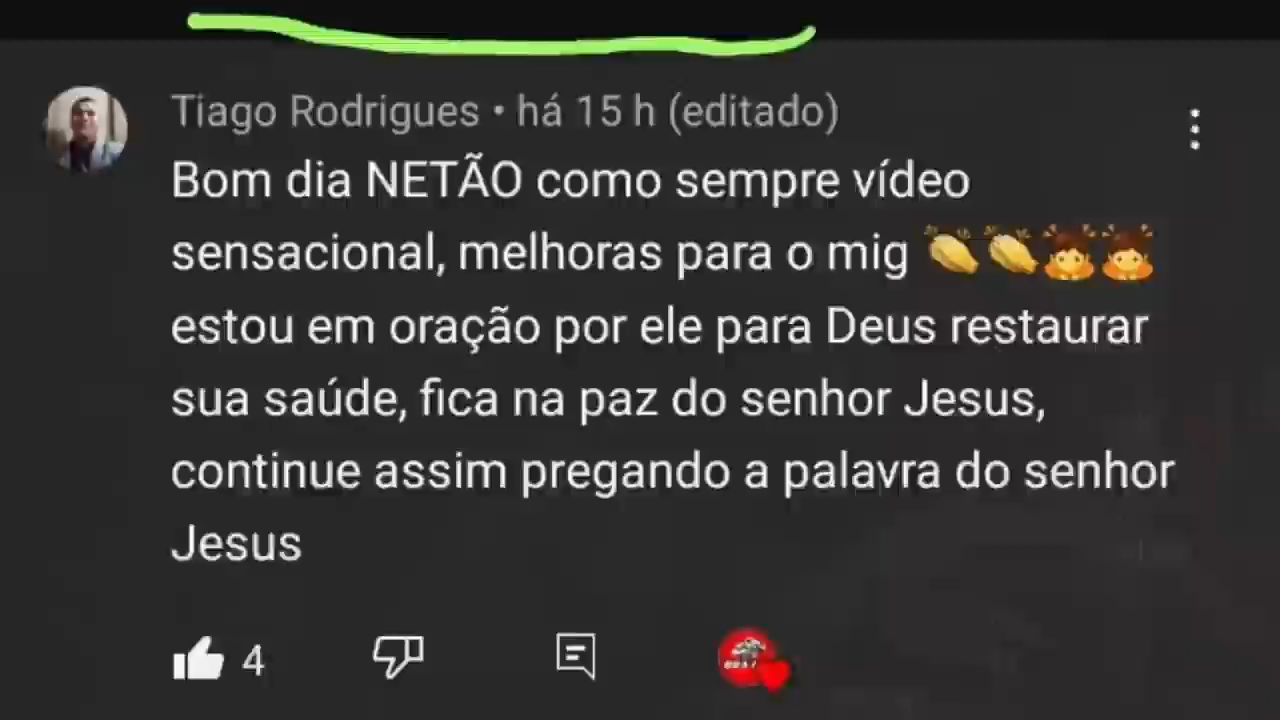 Tiago Rodrigues • há 15 h (editado)
Bom dia NETÃO como sempre vídeo
sensacional, melhoras para o mig 👏👏🙇🙇
estou em oração por ele para Deus restaurar
sua saúde, fica na paz do senhor Jesus,
continue assim pregando a palavra do senhor
Jesus
4